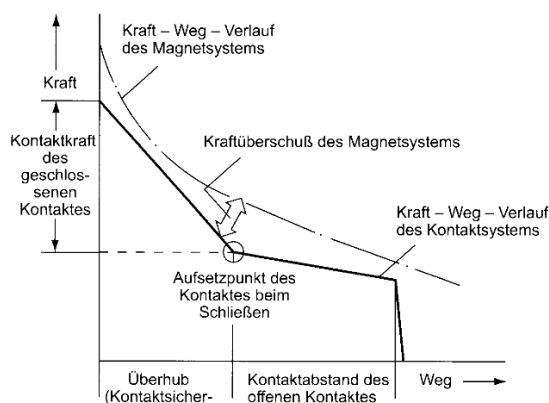 Kraft – Weg – Verlauf
des Magnetsystems
Kraft
Kraftüberschuß des Magnetsystems
Kontaktkraft
des
geschlos-
senen
Kontaktes
Kraft – Weg – Verlauf
des Kontaktsystems
Aufsetzpunkt des
Kontaktes beim
Schließen
Überhub
(Kontaktsicher-
Kontaktabstand des
offenen Kontaktes
Weg